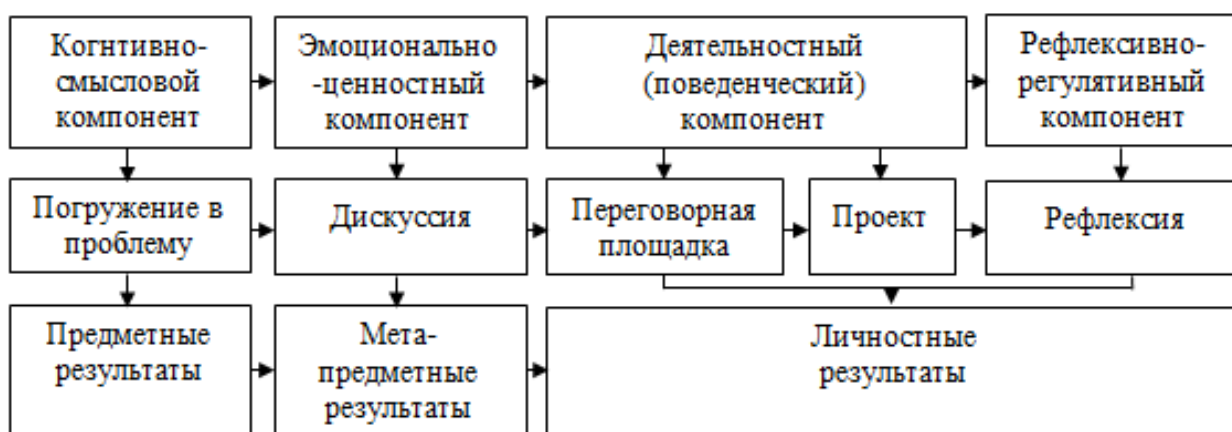 Когнтивно-
смысловой
компонент
Эмоционально
-ценностный
компонент
Деятельностный
(поведенческий)
компонент
Рефлексивно-
регулятивный
компонент
Погружение в
проблему
Дискуссия
Переговорная
площадка
Проект
Рефлексия
Предметные
результаты
Мета-
предметные
результаты
Личностные
результаты